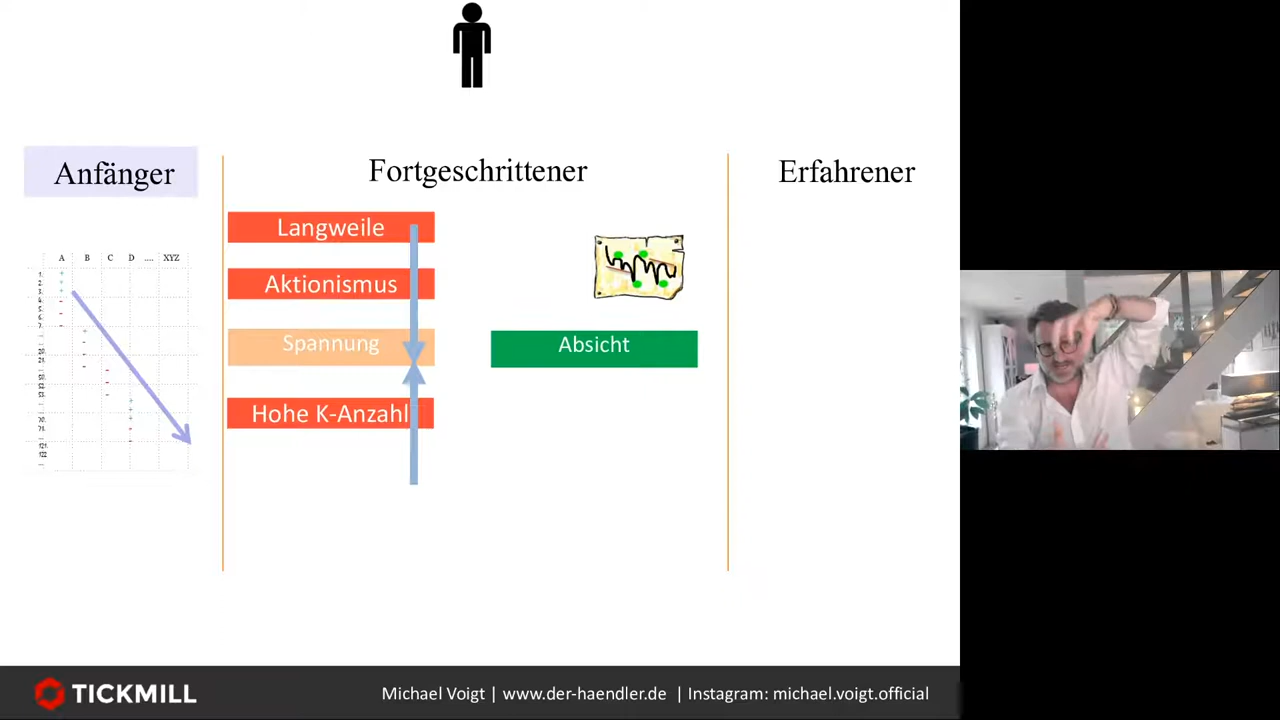 Anfänger
Fortgeschrittener
Erfahrener
Langweile
Aktionismus
Spannung
Hohe K-Anzahl
Absicht
A B C D .... XYZ
TICKMILL
Michael Voigt | www.der-haendler.de | Instagram: michael.voigt.official